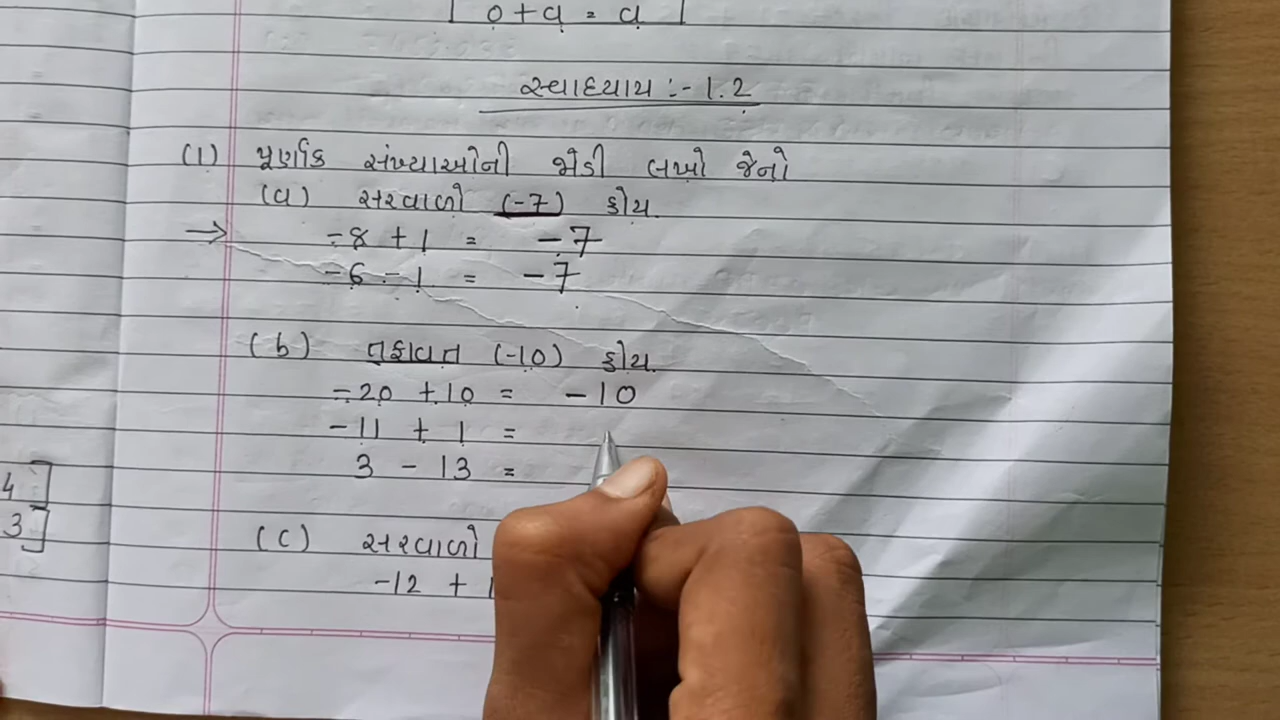 0 + a = a
સ્વાધ્યાય :- 1.2
(1) પૂર્ણાંક સંખ્યાઓની જોડી લખો જેનો
(a) સરવાળો (-7) હોય.
→ -8 + 1 = -7
-6 - 1 = -7
(b) તફાવત (-10) હોય.
-20 + 10 = -10
-11 + 1 =
3 - 13 =
4]
3]
(c) સરવાળો
-12 +